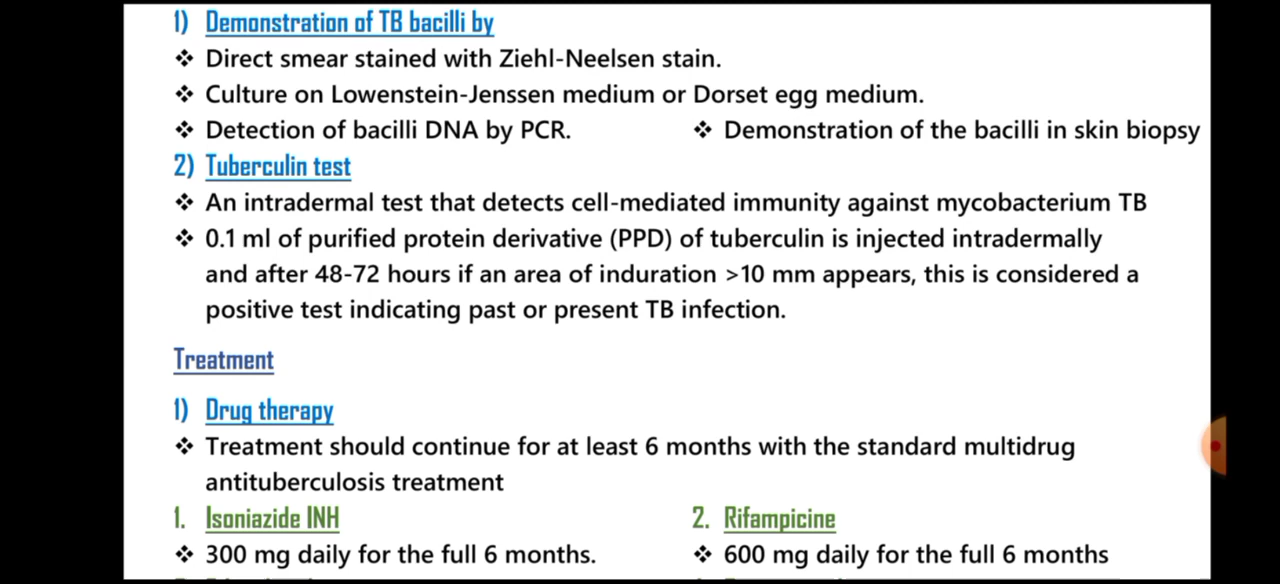 1) Demonstration of TB bacilli by
❖ Direct smear stained with Ziehl-Neelsen stain.
❖ Culture on Lowenstein-Jenssen medium or Dorset egg medium.
❖ Detection of bacilli DNA by PCR. ❖ Demonstration of the bacilli in skin biopsy
2) Tuberculin test
❖ An intradermal test that detects cell-mediated immunity against mycobacterium TB
❖ 0.1 ml of purified protein derivative (PPD) of tuberculin is injected intradermally
and after 48-72 hours if an area of induration >10 mm appears, this is considered a
positive test indicating past or present TB infection.
Treatment
1) Drug therapy
❖ Treatment should continue for at least 6 months with the standard multidrug
antituberculosis treatment
1. Isoniazide INH 2. Rifampicine
❖ 300 mg daily for the full 6 months. ❖ 600 mg daily for the full 6 months